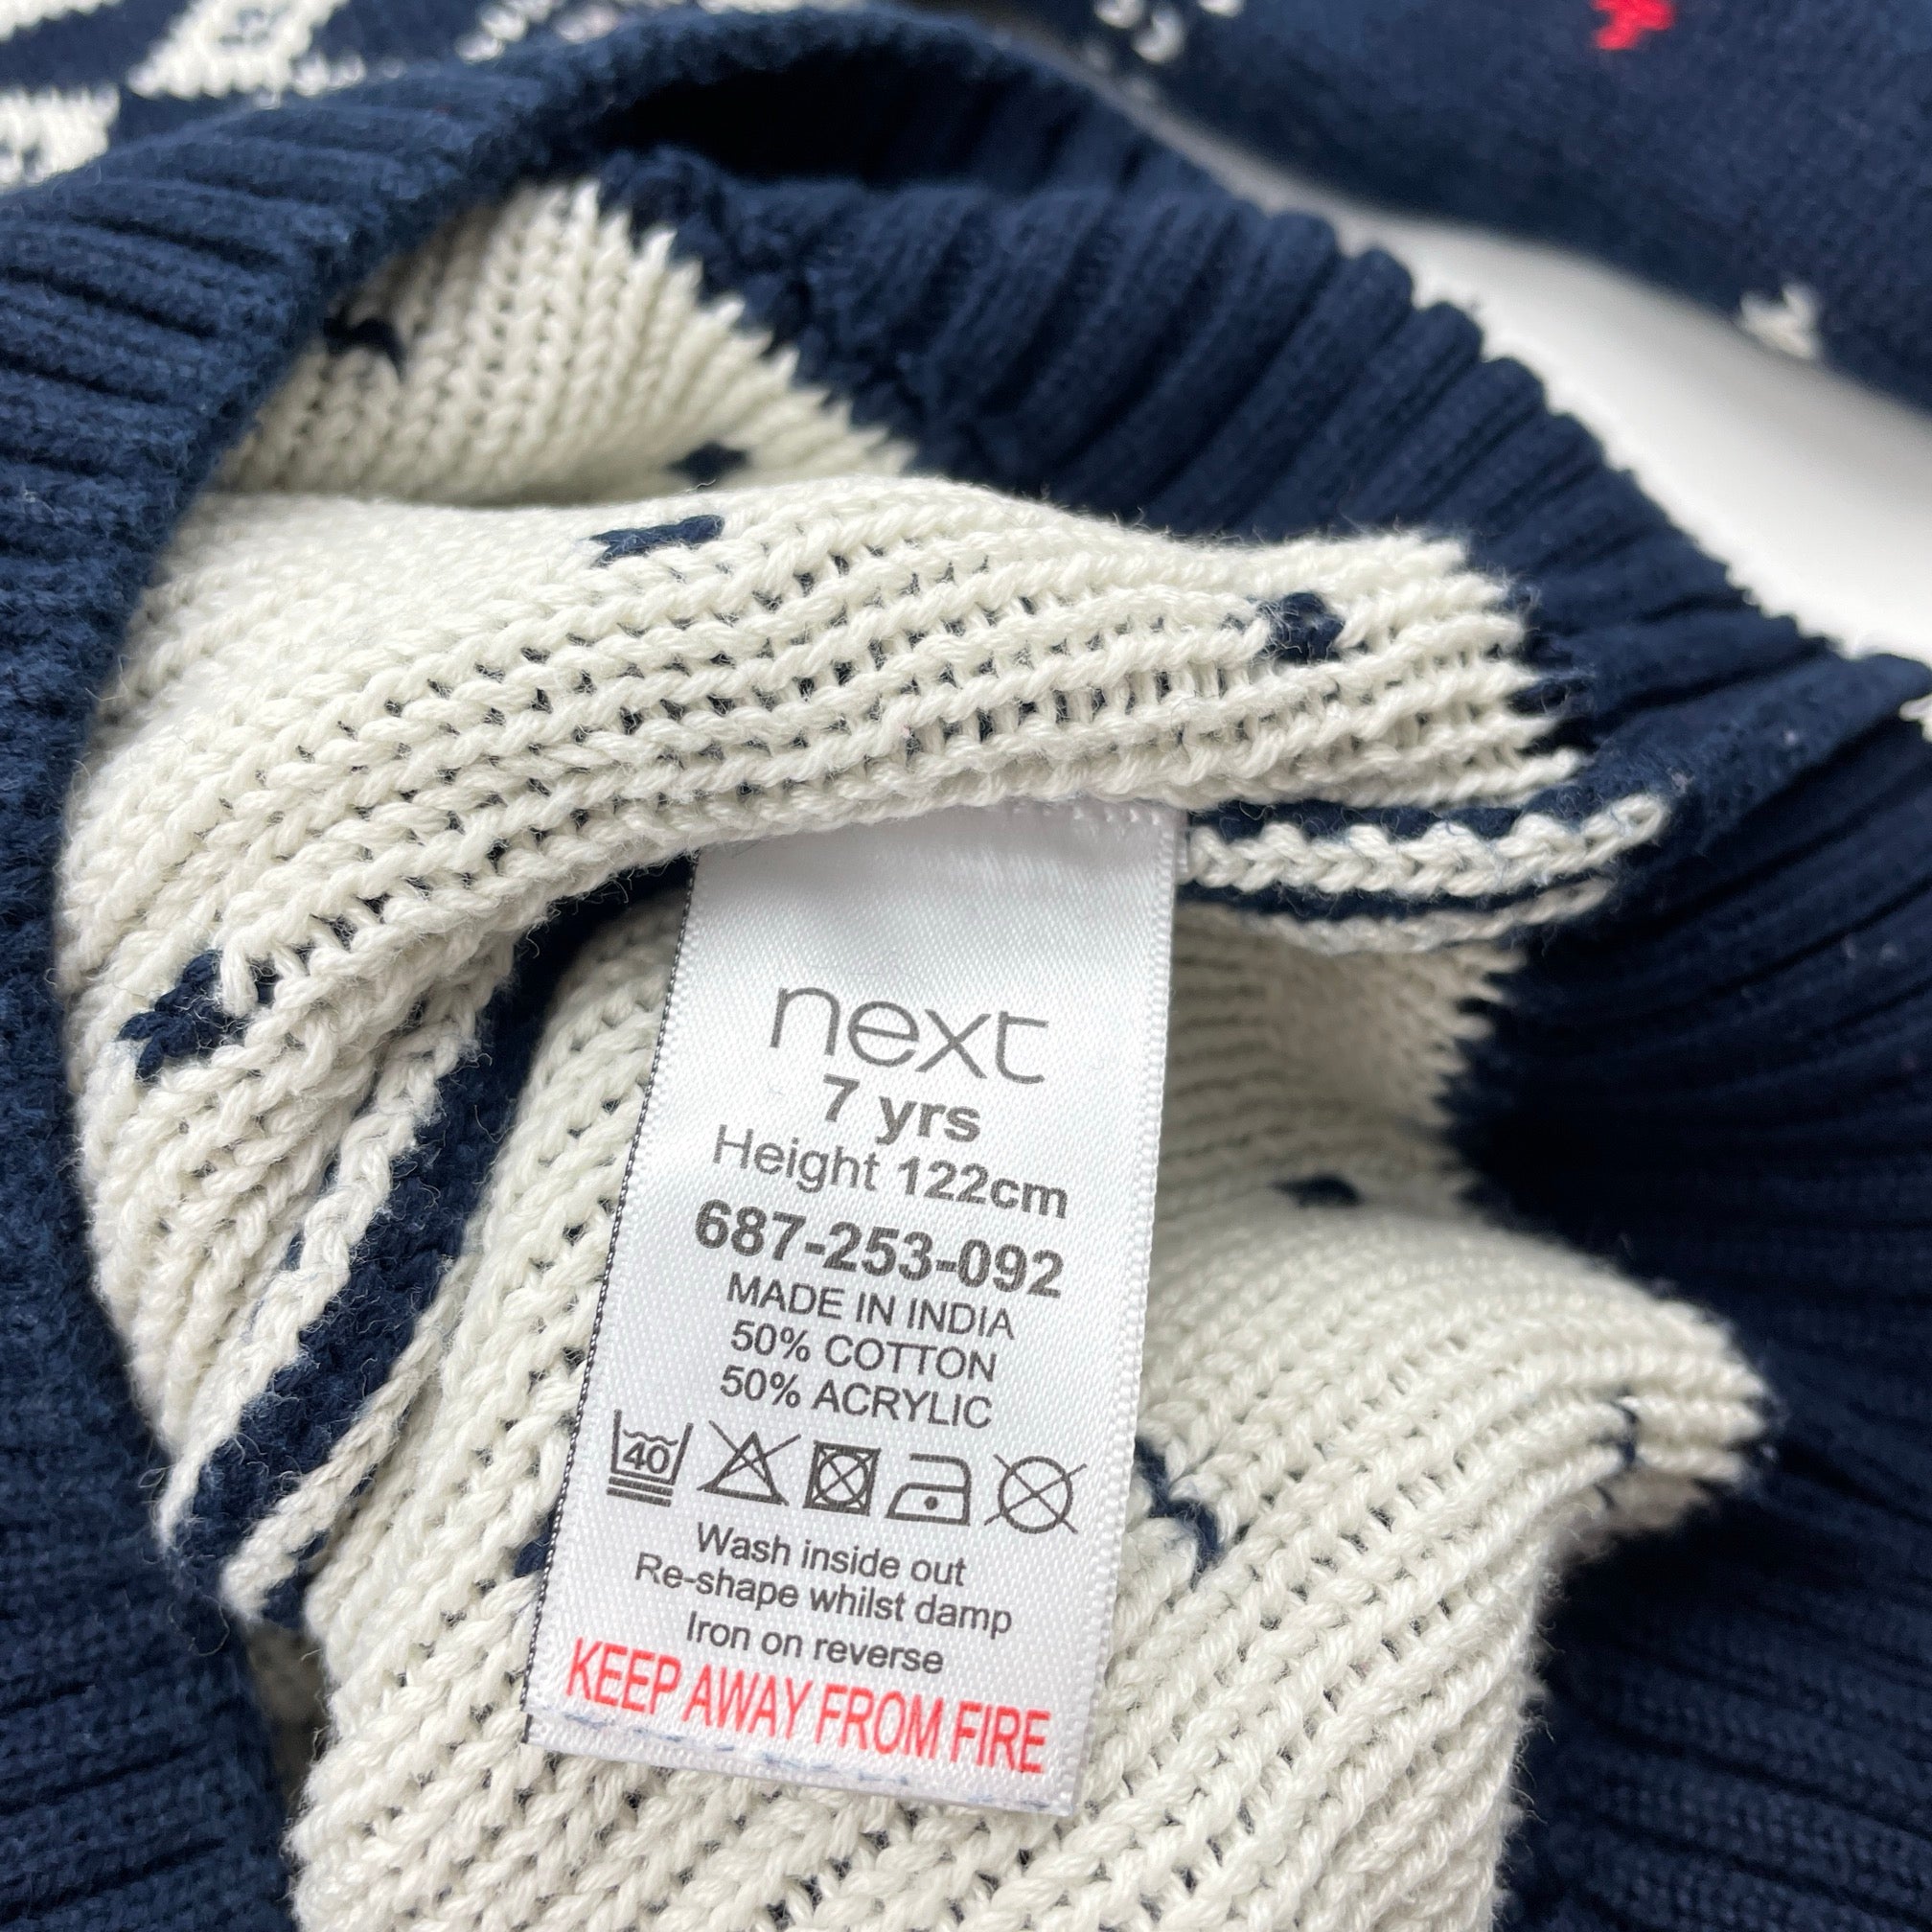 next
7 yrs
Height 122cm
687-253-092
MADE IN INDIA
50% COTTON
50% ACRYLIC
40
Wash inside out
Re-shape whilst damp
Iron on reverse
KEEP AWAY FROM FIRE